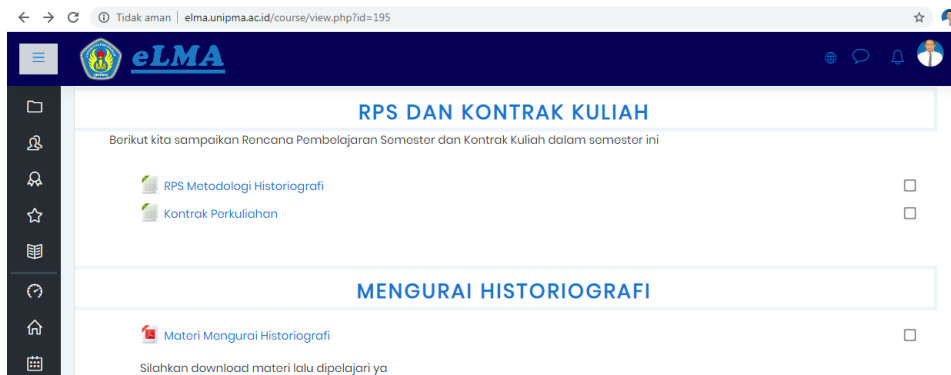 Tidak aman | elma.unipma.ac.id/course/view.php?id=195
eLMA
RPS DAN KONTRAK KULIAH
Berikut kita sampaikan Rencana Pembelajaran Semester dan Kontrak Kuliah dalam semester ini
RPS Metodologi Historiografi
Kontrak Perkuliahan
MENGURAI HISTORIOGRAFI
Materi Mengurai Historiografi
Silahkan download materi lalu dipelajari ya